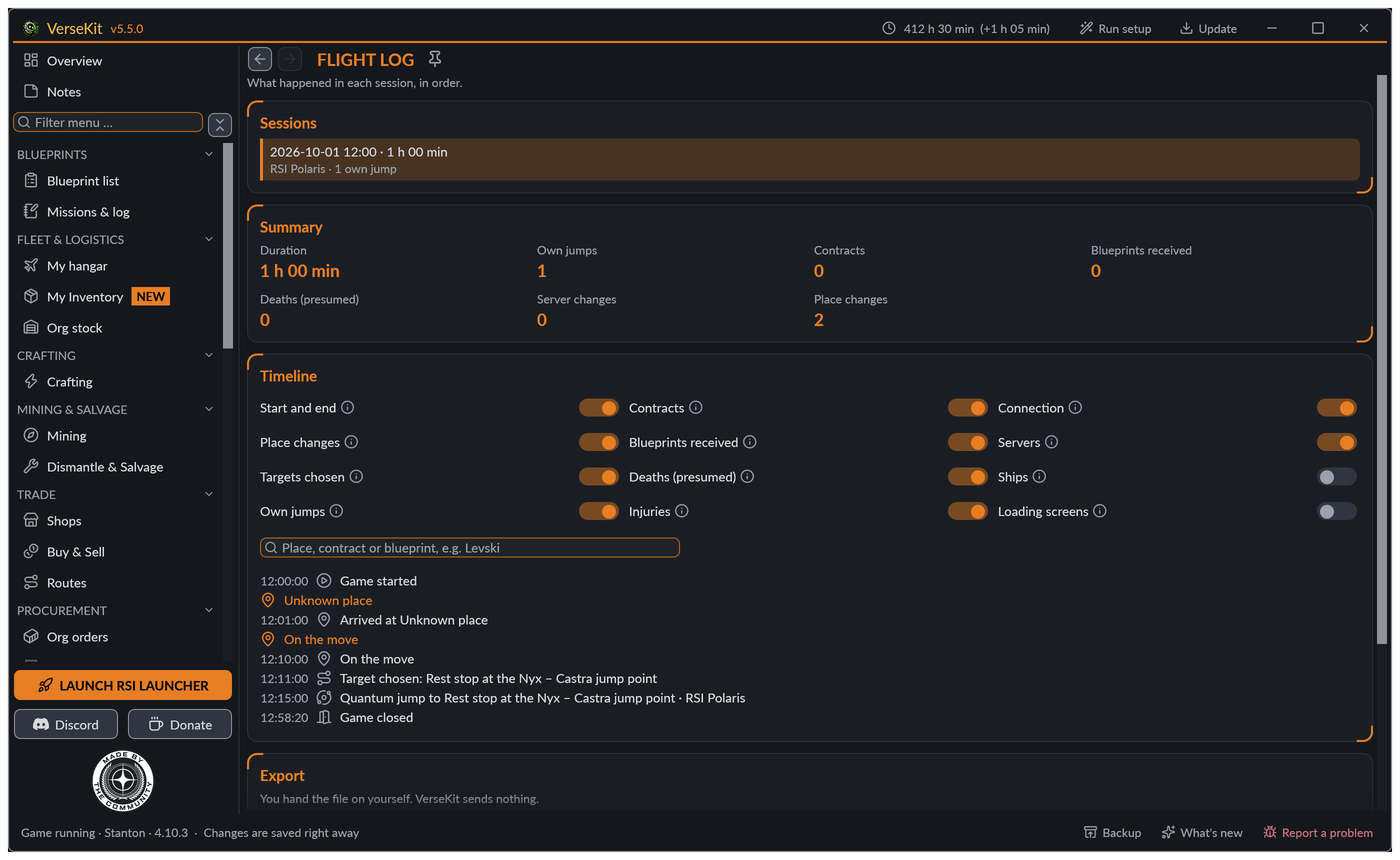 VerseKit v5.5.0
412 h 30 min (+1 h 05 min)
Run setup
Update
Overview
Notes
Filter menu ...
BLUEPRINTS
Blueprint list
Missions & log
FLEET & LOGISTICS
My hangar
My Inventory NEW
Org stock
CRAFTING
Crafting
MINING & SALVAGE
Mining
Dismantle & Salvage
TRADE
Shops
Buy & Sell
Routes
PROCUREMENT
Org orders
LAUNCH RSI LAUNCHER
Discord
Donate
MADE BY THE COMMUNITY
FLIGHT LOG
What happened in each session, in order.
Sessions
2026-10-01 12:00 · 1 h 00 min
RSI Polaris · 1 own jump
Summary
Duration
1 h 00 min
Own jumps
1
Contracts
0
Blueprints received
0
Deaths (presumed)
0
Server changes
0
Place changes
2
Timeline
Start and end
Contracts
Connection
Place changes
Blueprints received
Servers
Targets chosen
Deaths (presumed)
Ships
Own jumps
Injuries
Loading screens
Place, contract or blueprint, e.g. Levski
12:00:00 Game started
Unknown place
12:01:00 Arrived at Unknown place
On the move
12:10:00 On the move
12:11:00 Target chosen: Rest stop at the Nyx – Castra jump point
12:15:00 Quantum jump to Rest stop at the Nyx – Castra jump point · RSI Polaris
12:58:20 Game closed
Export
You hand the file on yourself. VerseKit sends nothing.
Game running · Stanton · 4.10.3 · Changes are saved right away
Backup
What's new
Report a problem